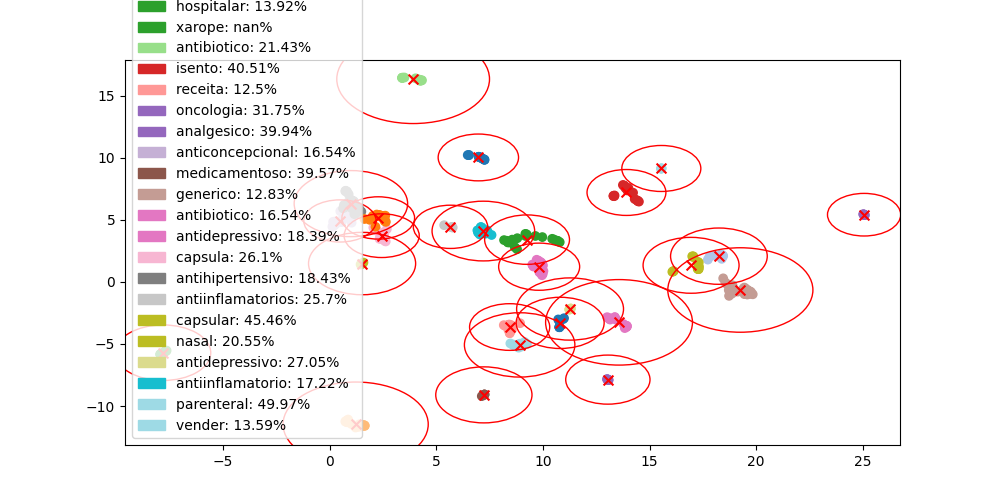 hospitalar: 13.92%
xarope: nan%
antibiotico: 21.43%
isento: 40.51%
receita: 12.5%
oncologia: 31.75%
analgesico: 39.94%
anticoncepcional: 16.54%
medicamentoso: 39.57%
generico: 12.83%
antibiotico: 16.54%
antidepressivo: 18.39%
capsula: 26.1%
antihipertensivo: 18.43%
antiinflamatorios: 25.7%
capsular: 45.46%
nasal: 20.55%
antidepressivo: 27.05%
antiinflamatorio: 17.22%
parenteral: 49.97%
vender: 13.59%
15
10
5
0
−5
−10
−5 0 5 10 15 20 25